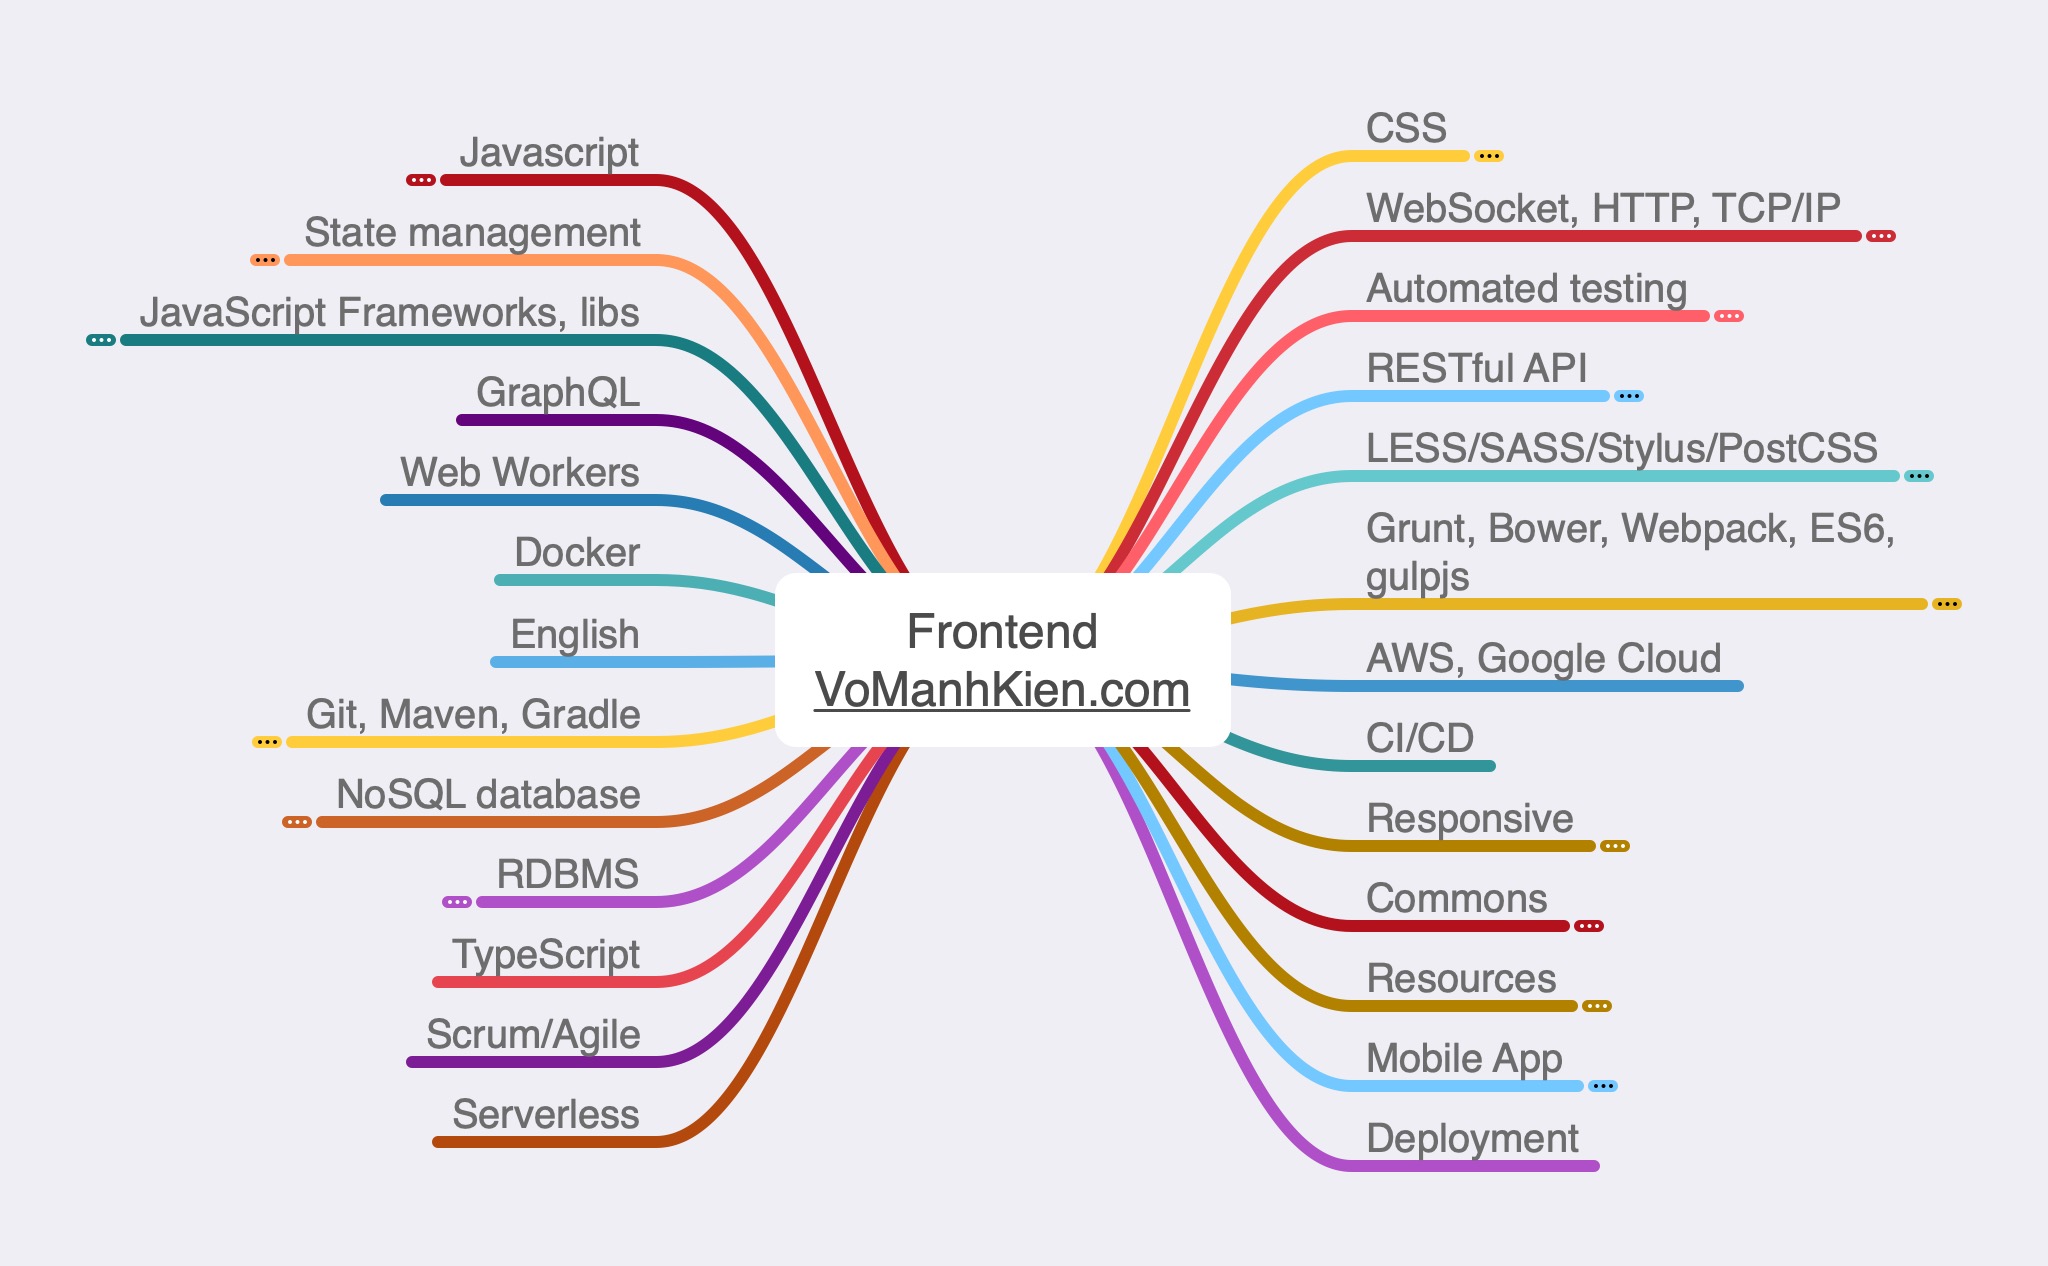 Javascript
State management
JavaScript Frameworks, libs
GraphQL
Web Workers
Docker
English
Git, Maven, Gradle
NoSQL database
RDBMS
TypeScript
Scrum/Agile
Serverless
Frontend
VoManhKien.com
CSS
WebSocket, HTTP, TCP/IP
Automated testing
RESTful API
LESS/SASS/Stylus/PostCSS
Grunt, Bower, Webpack, ES6,
gulpjs
AWS, Google Cloud
CI/CD
Responsive
Commons
Resources
Mobile App
Deployment